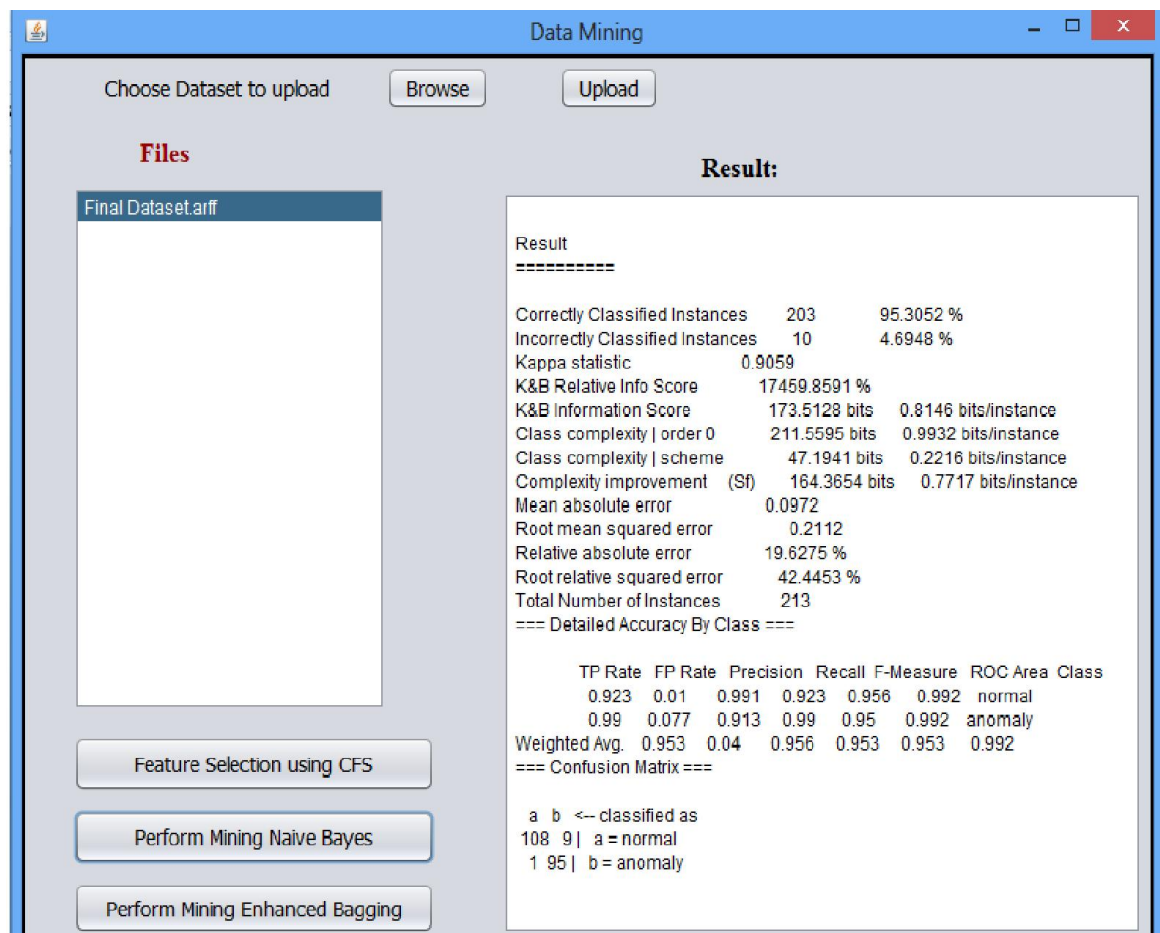 Data Mining
Choose Dataset to upload Browse Upload
Files
Final Dataset.arff
Feature Selection using CFS
Perform Mining Naive Bayes
Perform Mining Enhanced Bagging
Result:
Result
==========
Correctly Classified Instances 203 95.3052 %
Incorrectly Classified Instances 10 4.6948 %
Kappa statistic 0.9059
K&B Relative Info Score 17459.8591 %
K&B Information Score 173.5128 bits 0.8146 bits/instance
Class complexity | order 0 211.5595 bits 0.9932 bits/instance
Class complexity | scheme 47.1941 bits 0.2216 bits/instance
Complexity improvement (Sf) 164.3654 bits 0.7717 bits/instance
Mean absolute error 0.0972
Root mean squared error 0.2112
Relative absolute error 19.6275 %
Root relative squared error 42.4453 %
Total Number of Instances 213
=== Detailed Accuracy By Class ===
TP Rate FP Rate Precision Recall F-Measure ROC Area Class
0.923 0.01 0.991 0.923 0.956 0.992 normal
0.99 0.077 0.913 0.99 0.95 0.992 anomaly
Weighted Avg. 0.953 0.04 0.956 0.953 0.953 0.992
=== Confusion Matrix ===
a b <-- classified as
108 9 | a = normal
1 95 | b = anomaly